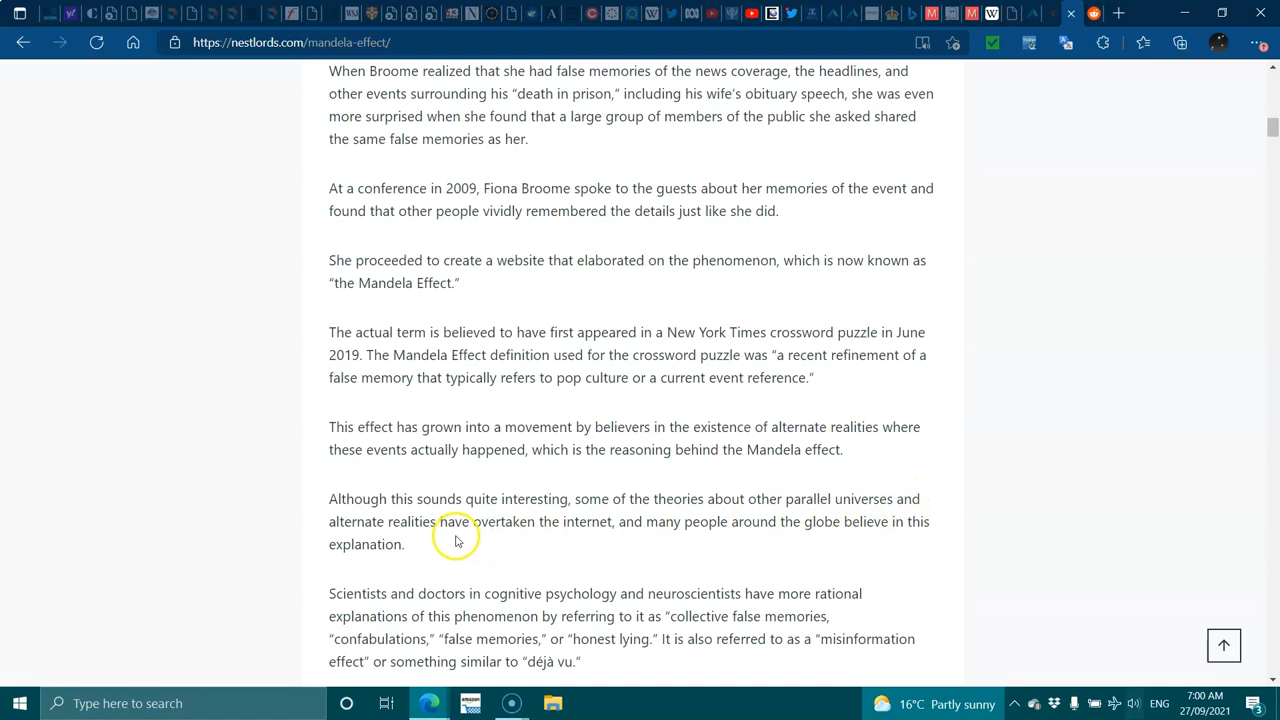 https://nestlords.com/mandela-effect/
When Broome realized that she had false memories of the news coverage, the headlines, and
other events surrounding his “death in prison,” including his wife’s obituary speech, she was even
more surprised when she found that a large group of members of the public she asked shared
the same false memories as her.
At a conference in 2009, Fiona Broome spoke to the guests about her memories of the event and
found that other people vividly remembered the details just like she did.
She proceeded to create a website that elaborated on the phenomenon, which is now known as
“the Mandela Effect.”
The actual term is believed to have first appeared in a New York Times crossword puzzle in June
2019. The Mandela Effect definition used for the crossword puzzle was “a recent refinement of a
false memory that typically refers to pop culture or a current event reference.”
This effect has grown into a movement by believers in the existence of alternate realities where
these events actually happened, which is the reasoning behind the Mandela effect.
Although this sounds quite interesting, some of the theories about other parallel universes and
alternate realities have overtaken the internet, and many people around the globe believe in this
explanation.
Scientists and doctors in cognitive psychology and neuroscientists have more rational
explanations of this phenomenon by referring to it as “collective false memories,
“confabulations,” “false memories,” or “honest lying.” It is also referred to as a “misinformation
effect” or something similar to “déjà vu.”
Type here to search
16°C Partly sunny
ENG
7:00 AM
27/09/2021
3